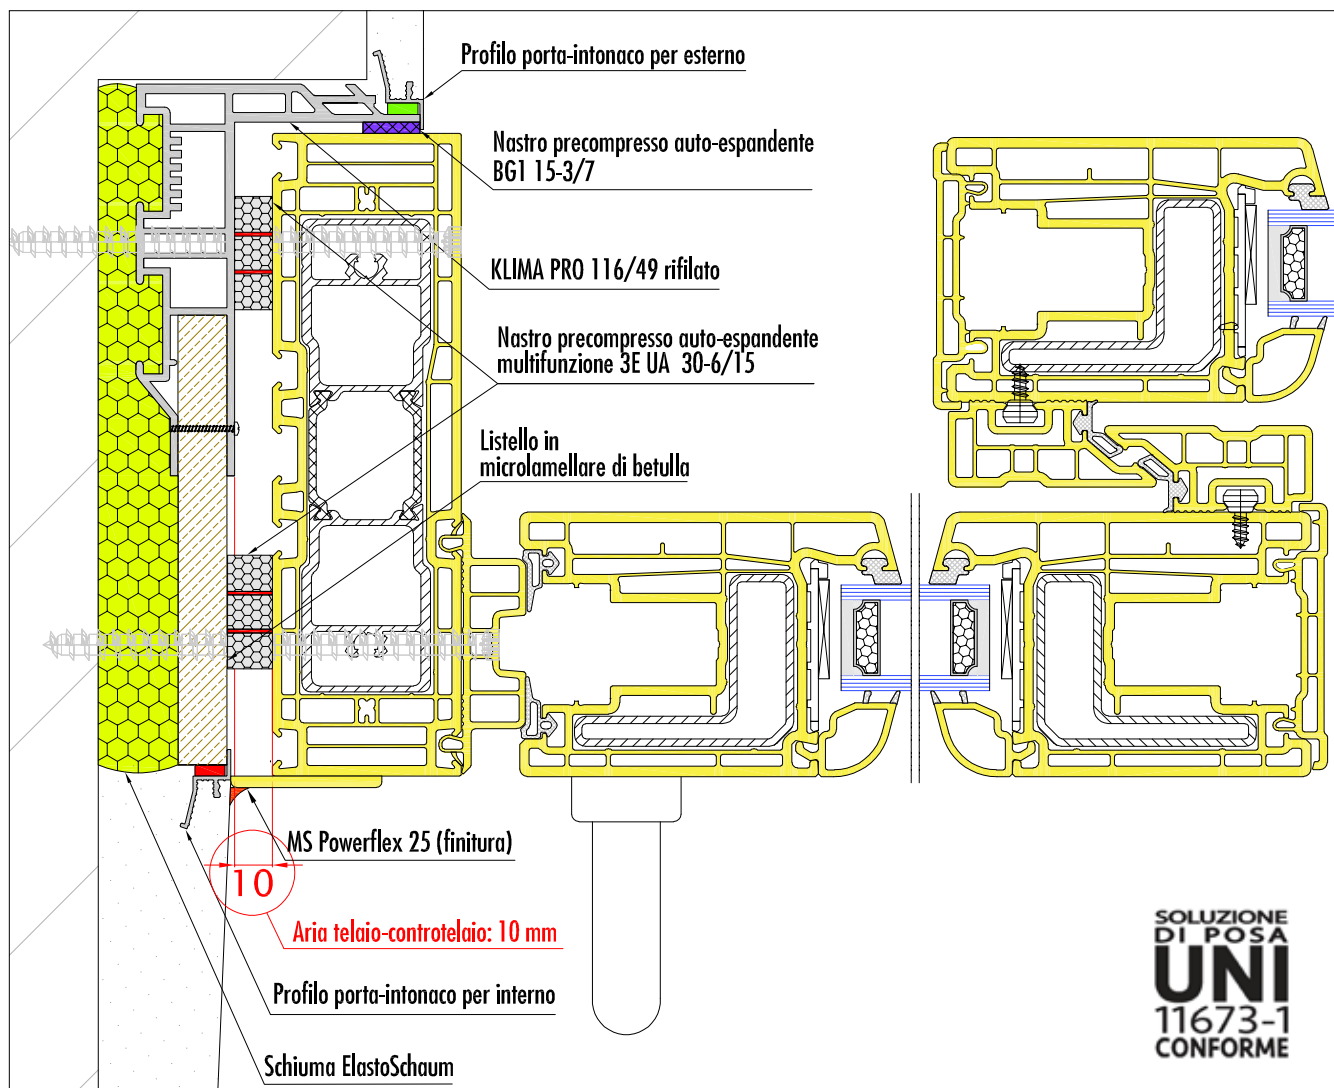 Profilo porta-intonaco per esterno
Nastro precompresso auto-espandente
BG1 15-3/7
KLIMA PRO 116/49 rifilato
Nastro precompresso auto-espandente
multifunzione 3E UA 30-6/15
Listello in
microlamellare di betulla
MS Powerflex 25 (finitura)
10
Aria telaio-controtelaio: 10 mm
Profilo porta-intonaco per interno
Schiuma ElastoSchaum
SOLUZIONE
DI POSA
UNI
11673-1
CONFORME